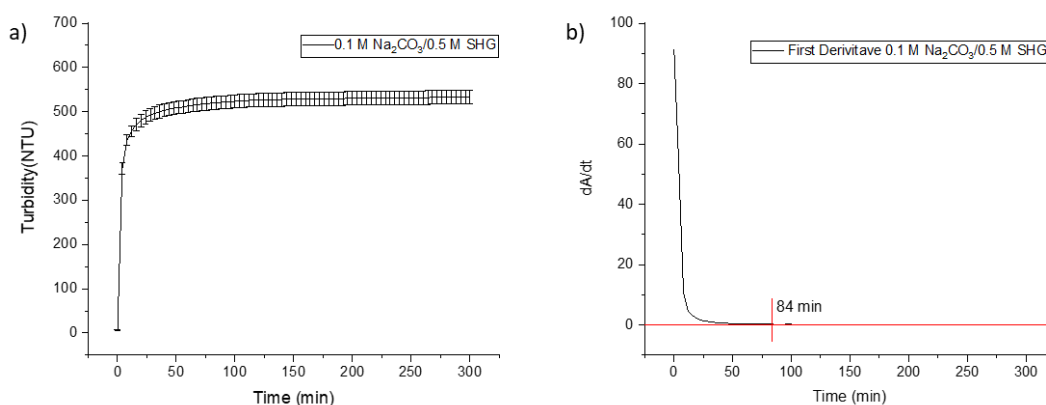 a)
0.1 M Na₂CO₃/0.5 M SHG
Turbidity(NTU)
700
600
500
400
300
200
100
0
0 50 100 150 200 250 300
Time (min)
b)
First Derivitave 0.1 M Na₂CO₃/0.5 M SHG
dA/dt
100
80
60
40
20
0
84 min
0 50 100 150 200 250 300
Time (min)